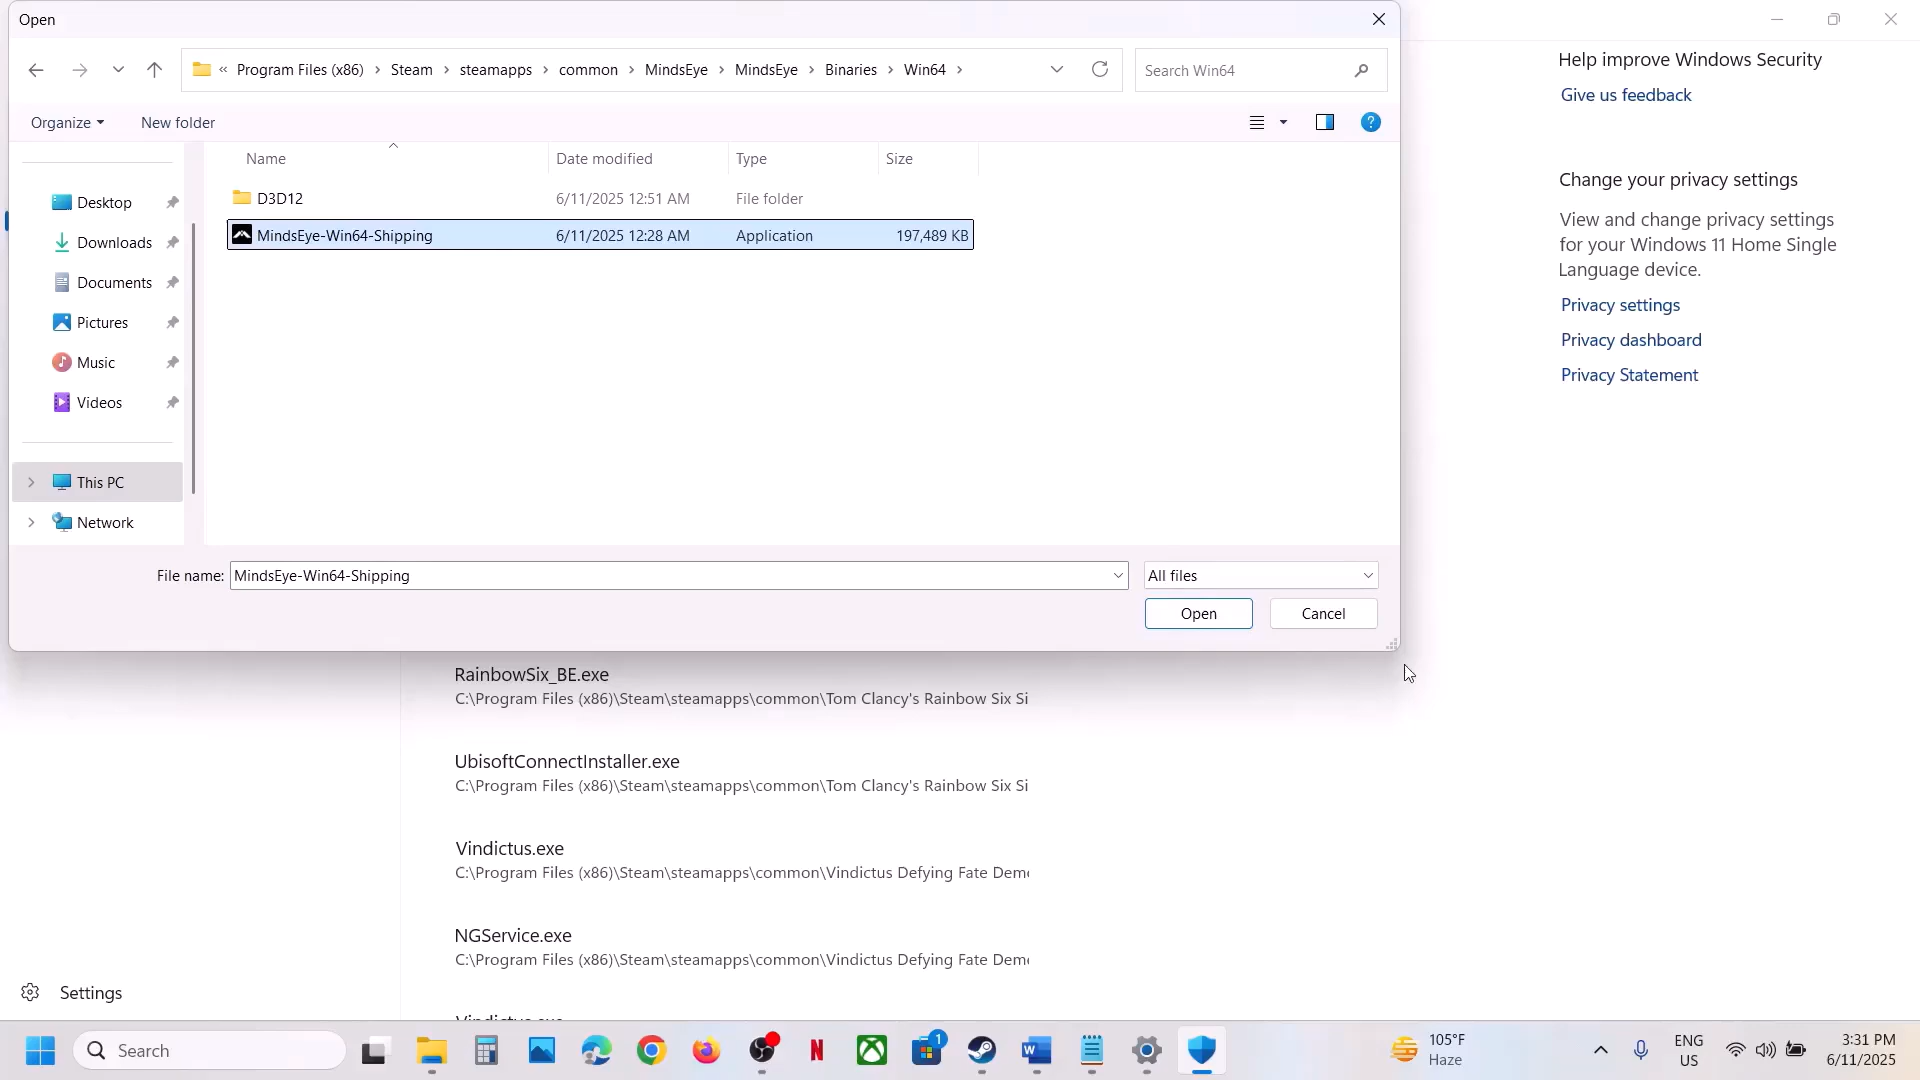 Open
« Program Files (x86) › Steam › steamapps › common › MindsEye › MindsEye › Binaries › Win64 ›
Search Win64
Organize
New folder
Name
Date modified
Type
Size
D3D12
6/11/2025 12:51 AM
File folder
MindsEye-Win64-Shipping
6/11/2025 12:28 AM
Application
197,489 KB
Desktop
Downloads
Documents
Pictures
Music
Videos
This PC
Network
File name:
MindsEye-Win64-Shipping
All files
Open
Cancel
Help improve Windows Security
Give us feedback
Change your privacy settings
View and change privacy settings
for your Windows 11 Home Single
Language device.
Privacy settings
Privacy dashboard
Privacy Statement
RainbowSix_BE.exe
C:\Program Files (x86)\Steam\steamapps\common\Tom Clancy's Rainbow Six Si
UbisoftConnectInstaller.exe
C:\Program Files (x86)\Steam\steamapps\common\Tom Clancy's Rainbow Six Si
Vindictus.exe
C:\Program Files (x86)\Steam\steamapps\common\Vindictus Defying Fate Dem
NGService.exe
C:\Program Files (x86)\Steam\steamapps\common\Vindictus Defying Fate Dem
Vindictus.exe
Settings
Search
1
105°F
Haze
ENG
US
3:31 PM
6/11/2025